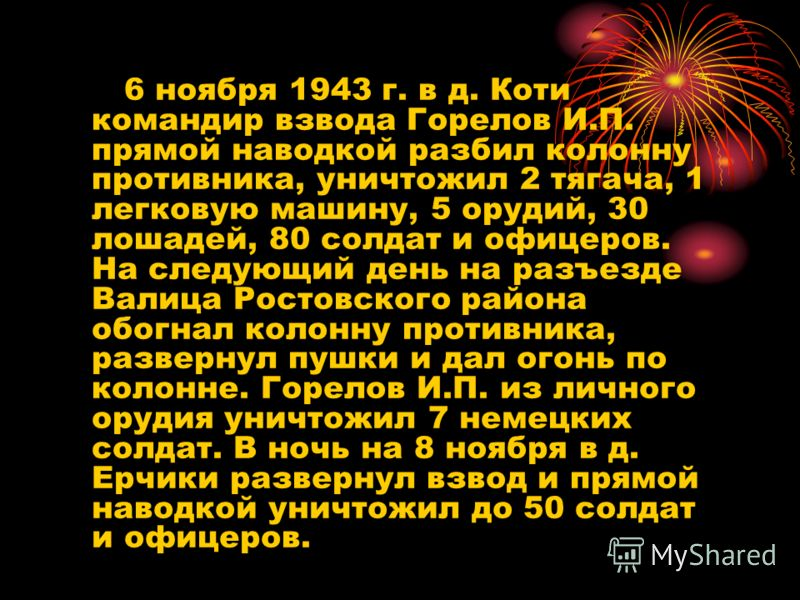 6 ноября 1943 г. в д. Коти
командир взвода Горелов И.П.
прямой наводкой разбил колонну
противника, уничтожил 2 тягача, 1
легковую машину, 5 орудий, 30
лошадей, 80 солдат и офицеров.
На следующий день на разъезде
Валица Ростовского района
обогнал колонну противника,
развернул пушки и дал огонь по
колонне. Горелов И.П. из личного
орудия уничтожил 7 немецких
солдат. В ночь на 8 ноября в д.
Ерчики развернул взвод и прямой
наводкой уничтожил до 50 солдат
и офицеров.
MyShared